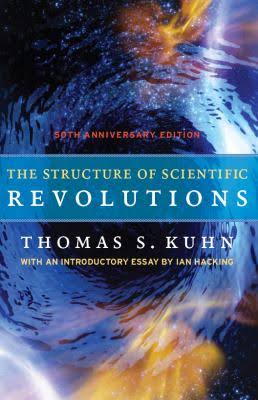 50TH ANNIVERSARY EDITION
THE STRUCTURE OF SCIENTIFIC
REVOLUTIONS
THOMAS S. KUHN
WITH AN INTRODUCTORY ESSAY BY IAN HACKING